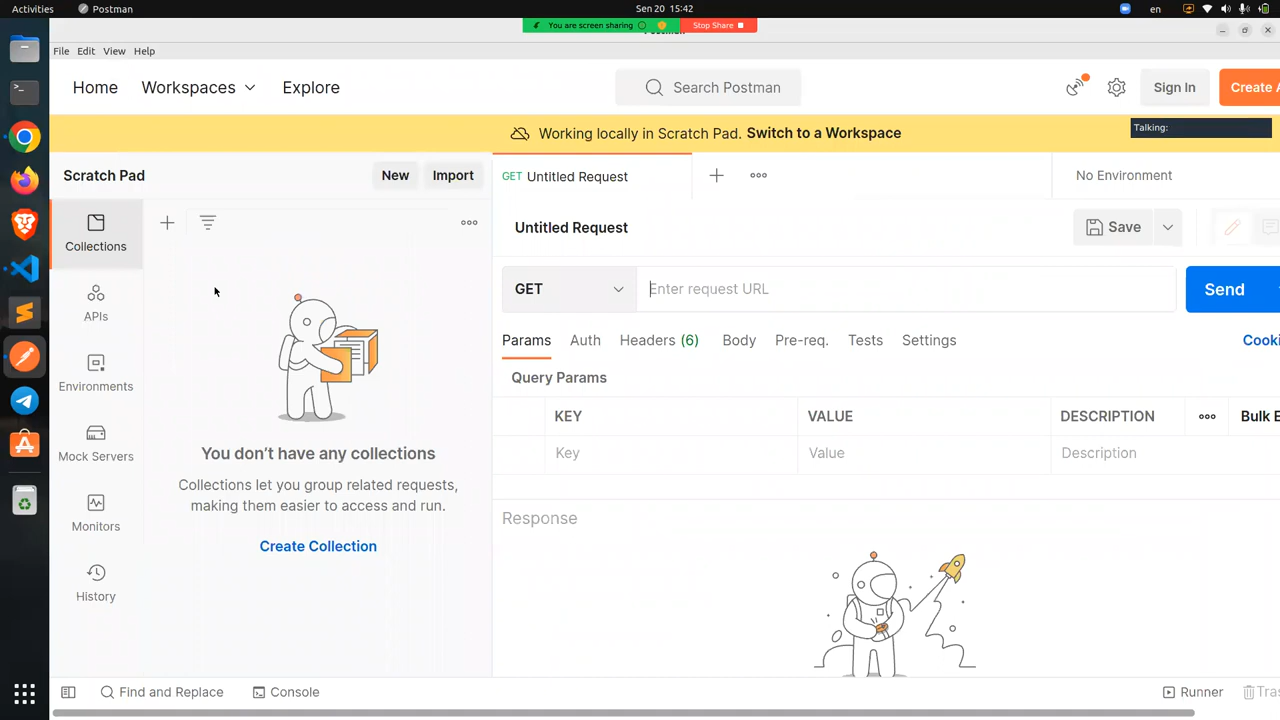 Activities
Postman
Sen 20 15:42
en
You are screen sharing
Stop Share
File Edit View Help
Home
Workspaces
Explore
Search Postman
Sign In
Create A
Working locally in Scratch Pad. Switch to a Workspace
Talking:
Scratch Pad
New
Import
GET Untitled Request
No Environment
Collections
APIs
Environments
Mock Servers
Monitors
History
You don't have any collections
Collections let you group related requests,
making them easier to access and run.
Create Collection
Untitled Request
Save
GET
Enter request URL
Send
Params Auth Headers (6) Body Pre-req. Tests Settings
Cooki
Query Params
KEY VALUE DESCRIPTION Bulk E
Key Value Description
Response
Find and Replace
Console
Runner
Tras